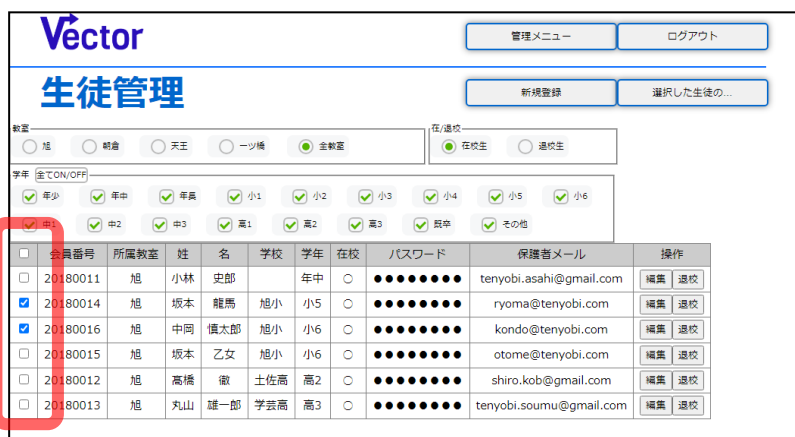 Vector
管理メニュー ログアウト
生徒管理
新規登録 選択した生徒の...
教室
旭 朝倉 天王 一ツ橋 全教室
在/退校
在校生 退校生
学年 全てON/OFF
年少 年中 年長 小1 小2 小3 小4 小5 小6
中1 中2 中3 高1 高2 高3 既卒 その他
会員番号 所属教室 姓 名 学校 学年 在校 パスワード 保護者メール 操作
20180011 旭 小林 史郎 年中 ○ ●●●●●●●● tenyobi.asahi@gmail.com 編集 退校
20180014 旭 坂本 龍馬 旭小 小5 ○ ●●●●●●●● ryoma@tenyobi.com 編集 退校
20180016 旭 中岡 慎太郎 旭小 小6 ○ ●●●●●●●● kondo@tenyobi.com 編集 退校
20180015 旭 坂本 乙女 旭小 小6 ○ ●●●●●●●● otome@tenyobi.com 編集 退校
20180012 旭 高橋 徹 土佐高 高2 ○ ●●●●●●●● shiro.kob@gmail.com 編集 退校
20180013 旭 丸山 雄一郎 学芸高 高3 ○ ●●●●●●●● tenyobi.soumu@gmail.com 編集 退校